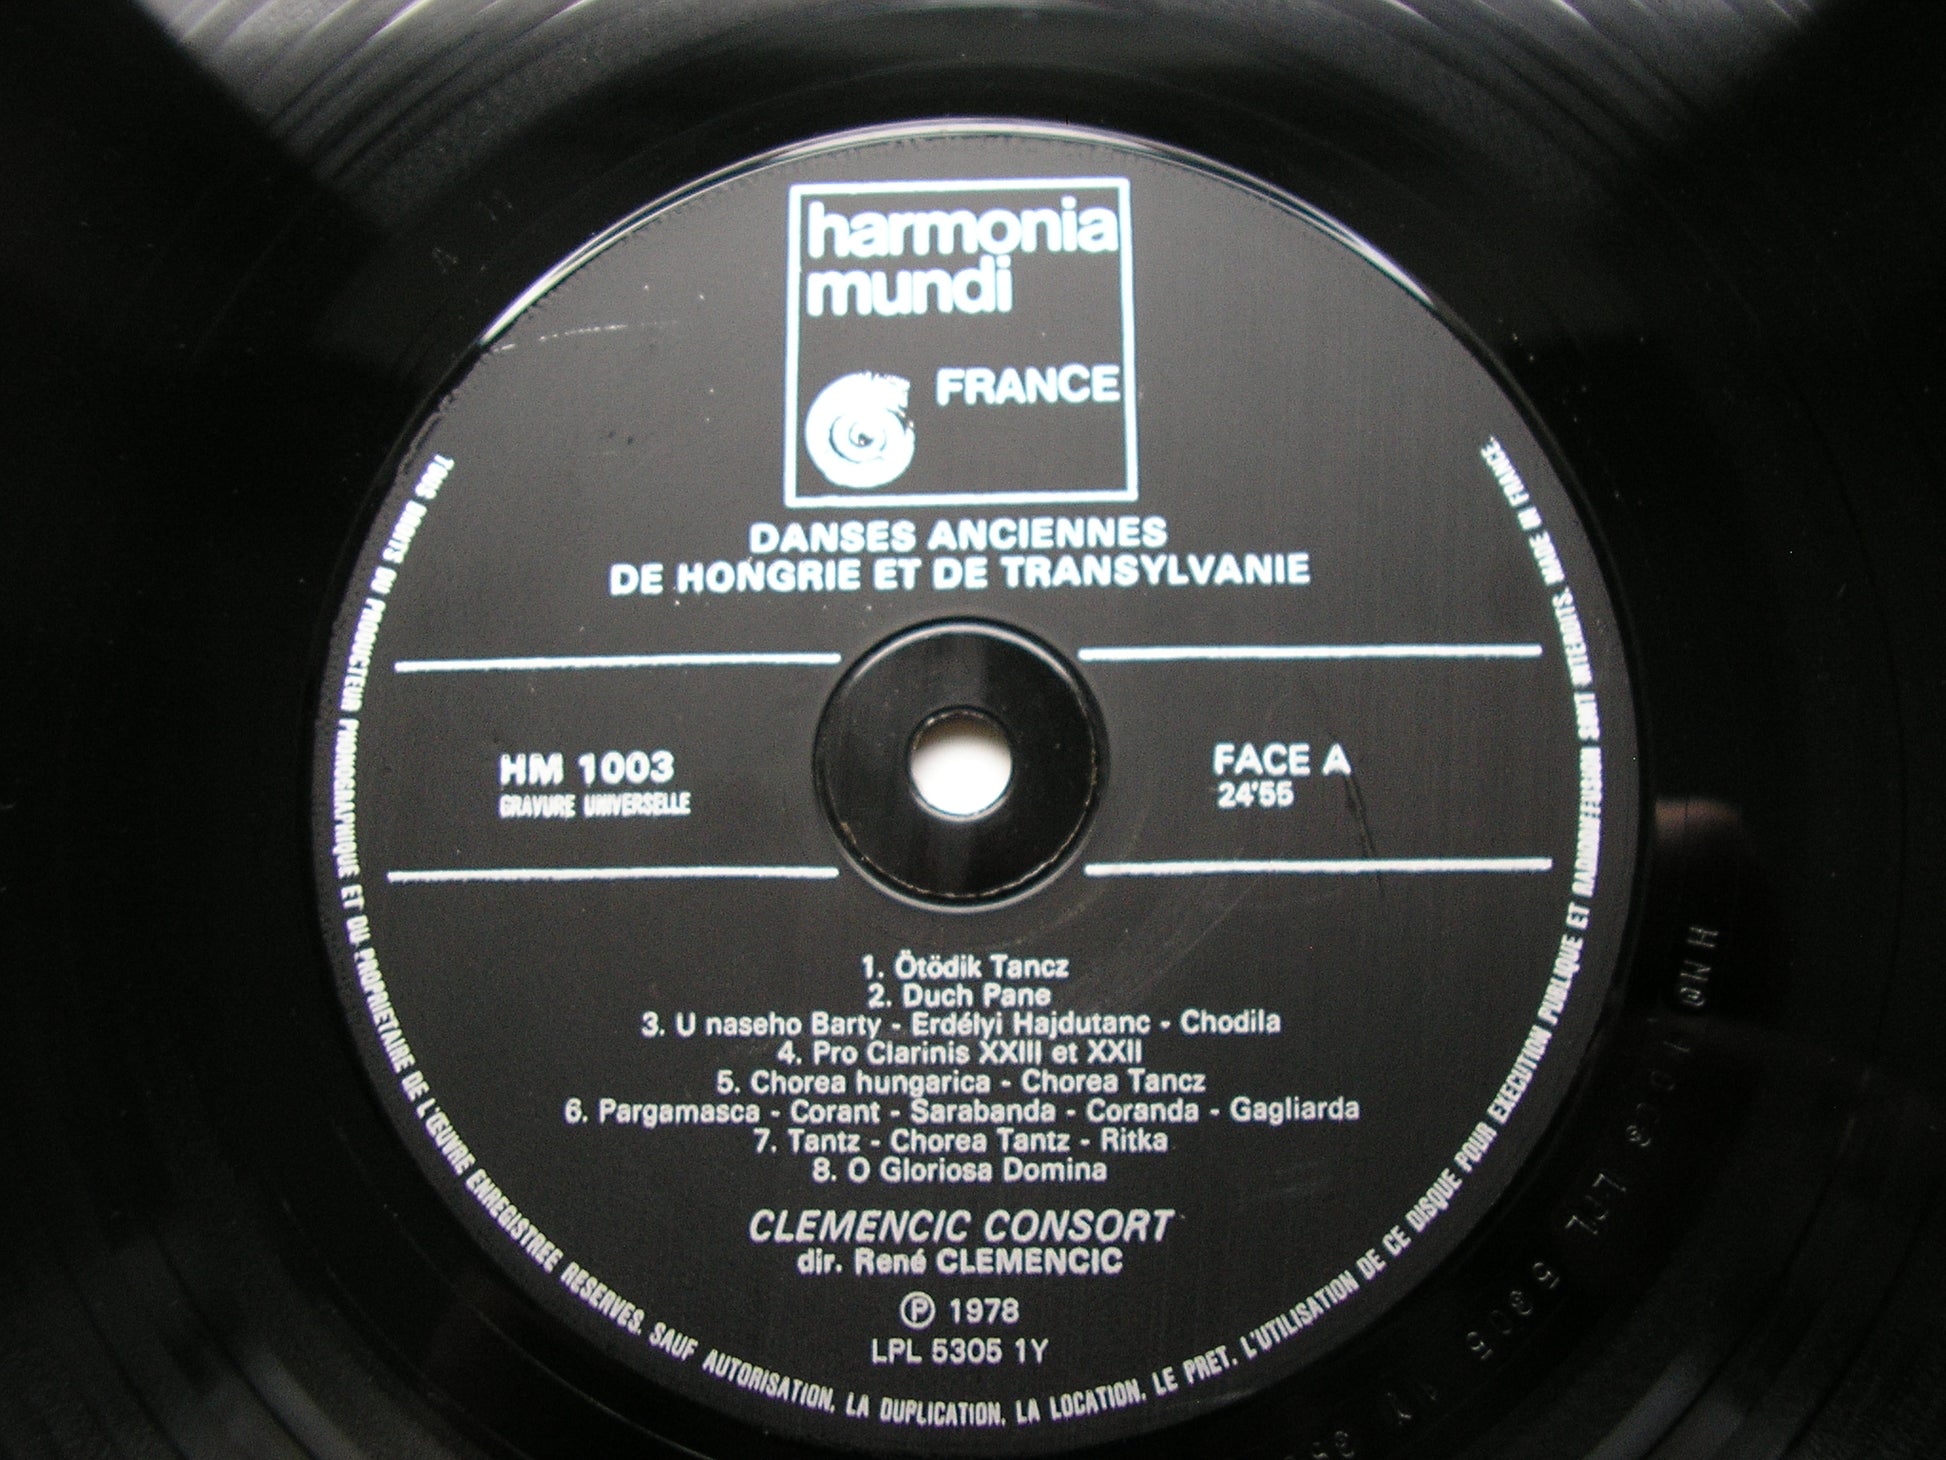 harmonia
mundi
FRANCE
DANSES ANCIENNES
DE HONGRIE ET DE TRANSYLVANIE
HM 1003
GRAVURE UNIVERSELLE
FACE A
24'55
1. Ötödik Tancz
2. Duch Pane
3. U naseho Barty - Erdélyi Hajdutanc - Chodila
4. Pro Clarinis XXIII et XXII
5. Chorea hungarica - Chorea Tancz
6. Pargamasca - Corant - Sarabanda - Coranda - Gagliarda
7. Tantz - Chorea Tantz - Ritka
8. O Gloriosa Domina
CLEMENCIC CONSORT
dir. René CLEMENCIC
Ⓟ 1978
LPL 5305 1Y
TOUS DROITS DU PRODUCTEUR PHONOGRAPHIQUE ET DU PROPRIETAIRE DE L'ŒUVRE ENREGISTREE RESERVES. SAUF AUTORISATION, LA DUPLICATION, LA LOCATION, LE PRET, L'UTILISATION DE CE DISQUE POUR EXECUTION PUBLIQUE ET RADIODIFFUSION SONT INTERDITS. MADE IN FRANCE.
LPL 5305 1Y